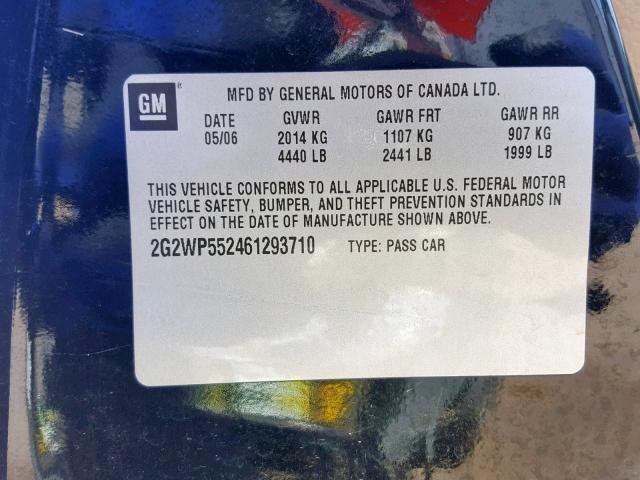 GM ®
MFD BY GENERAL MOTORS OF CANADA LTD.
DATE GVWR GAWR FRT GAWR RR
05/06 2014 KG 1107 KG 907 KG
4440 LB 2441 LB 1999 LB
THIS VEHICLE CONFORMS TO ALL APPLICABLE U.S. FEDERAL MOTOR
VEHICLE SAFETY, BUMPER, AND THEFT PREVENTION STANDARDS IN
EFFECT ON THE DATE OF MANUFACTURE SHOWN ABOVE.
2G2WP552461293710 TYPE: PASS CAR